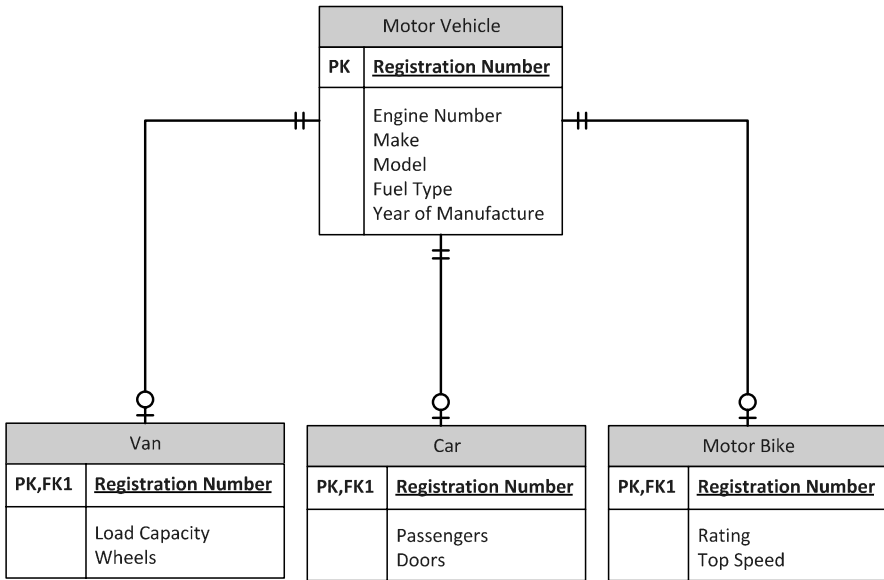 Motor Vehicle
PK Registration Number
Engine Number
Make
Model
Fuel Type
Year of Manufacture
Van
PK,FK1 Registration Number
Load Capacity
Wheels
Car
PK,FK1 Registration Number
Passengers
Doors
Motor Bike
PK,FK1 Registration Number
Rating
Top Speed